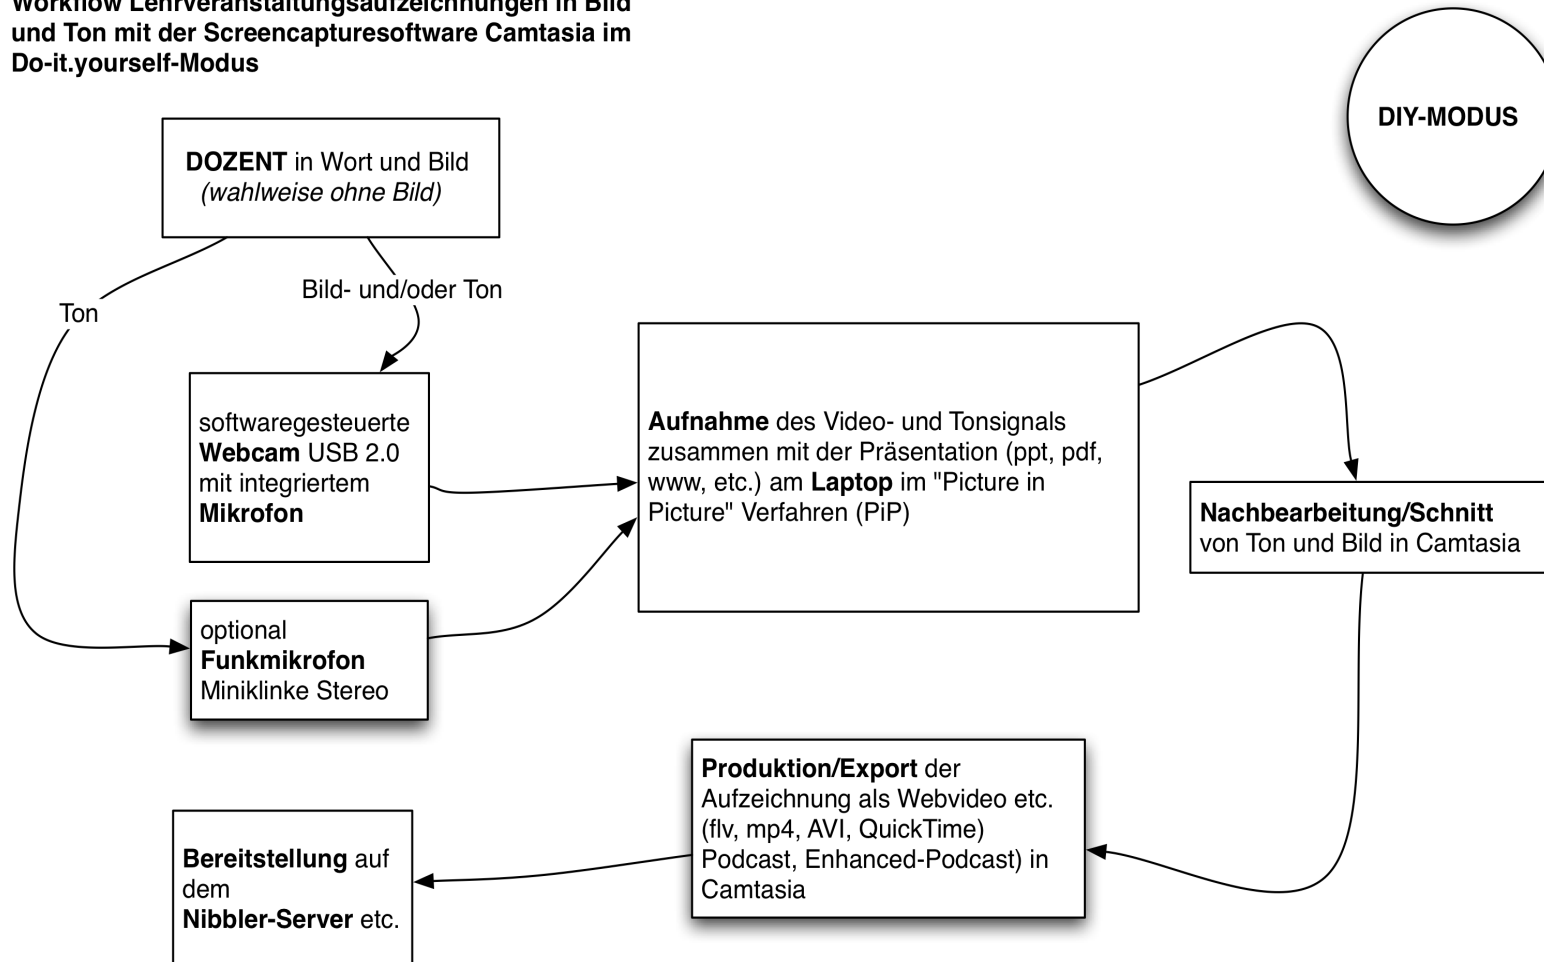 Workflow Lehrveranstaltungsaufzeichnungen in Bild
und Ton mit der Screencapturesoftware Camtasia im
Do-it.yourself-Modus
DIY-MODUS
DOZENT in Wort und Bild
(wahlweise ohne Bild)
Bild- und/oder Ton
Ton
softwaregesteuerte
Webcam USB 2.0
mit integriertem
Mikrofon
optional
Funkmikrofon
Miniklinke Stereo
Aufnahme des Video- und Tonsignals
zusammen mit der Präsentation (ppt, pdf,
www, etc.) am Laptop im "Picture in
Picture" Verfahren (PiP)
Nachbearbeitung/Schnitt
von Ton und Bild in Camtasia
Produktion/Export der
Aufzeichnung als Webvideo etc.
(flv, mp4, AVI, QuickTime)
Podcast, Enhanced-Podcast) in
Camtasia
Bereitstellung auf
dem
Nibbler-Server etc.